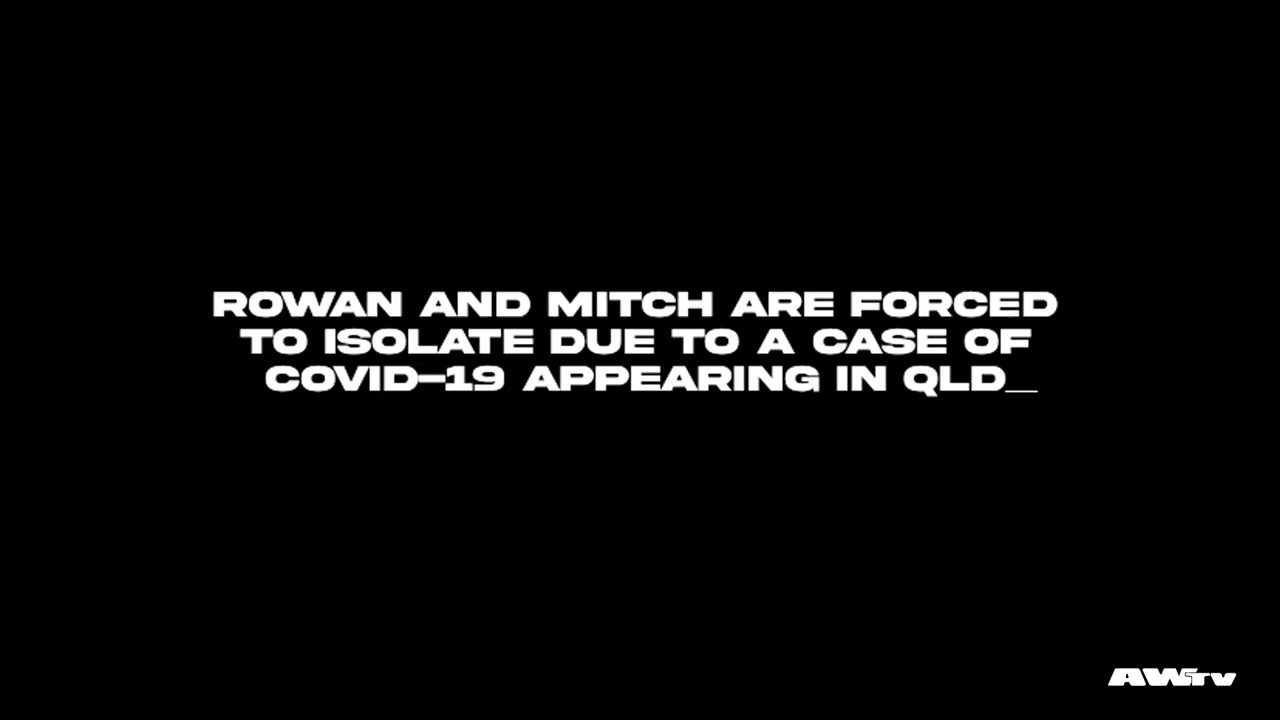 ROWAN AND MITCH ARE FORCED
TO ISOLATE DUE TO A CASE OF
COVID-19 APPEARING IN QLD_
AWTV